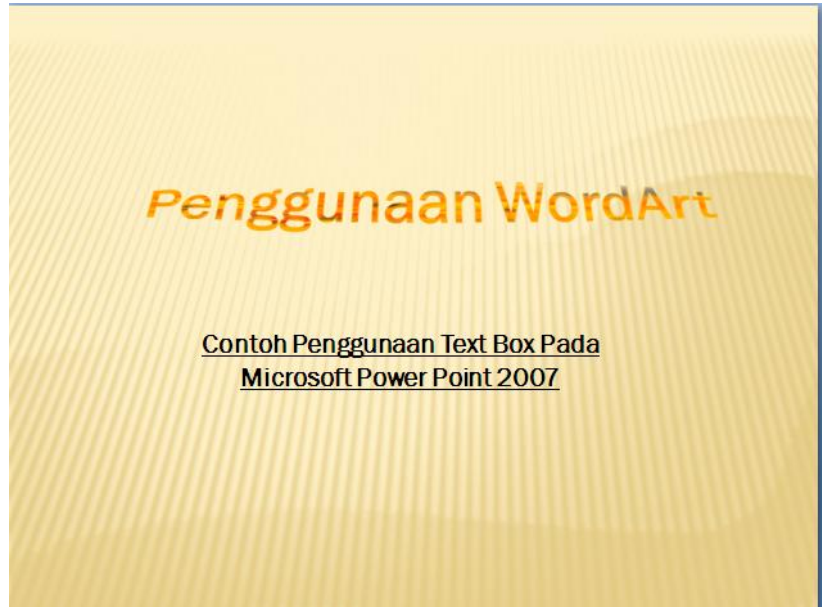 Penggunaan WordArt
Contoh Penggunaan Text Box Pada
Microsoft Power Point 2007